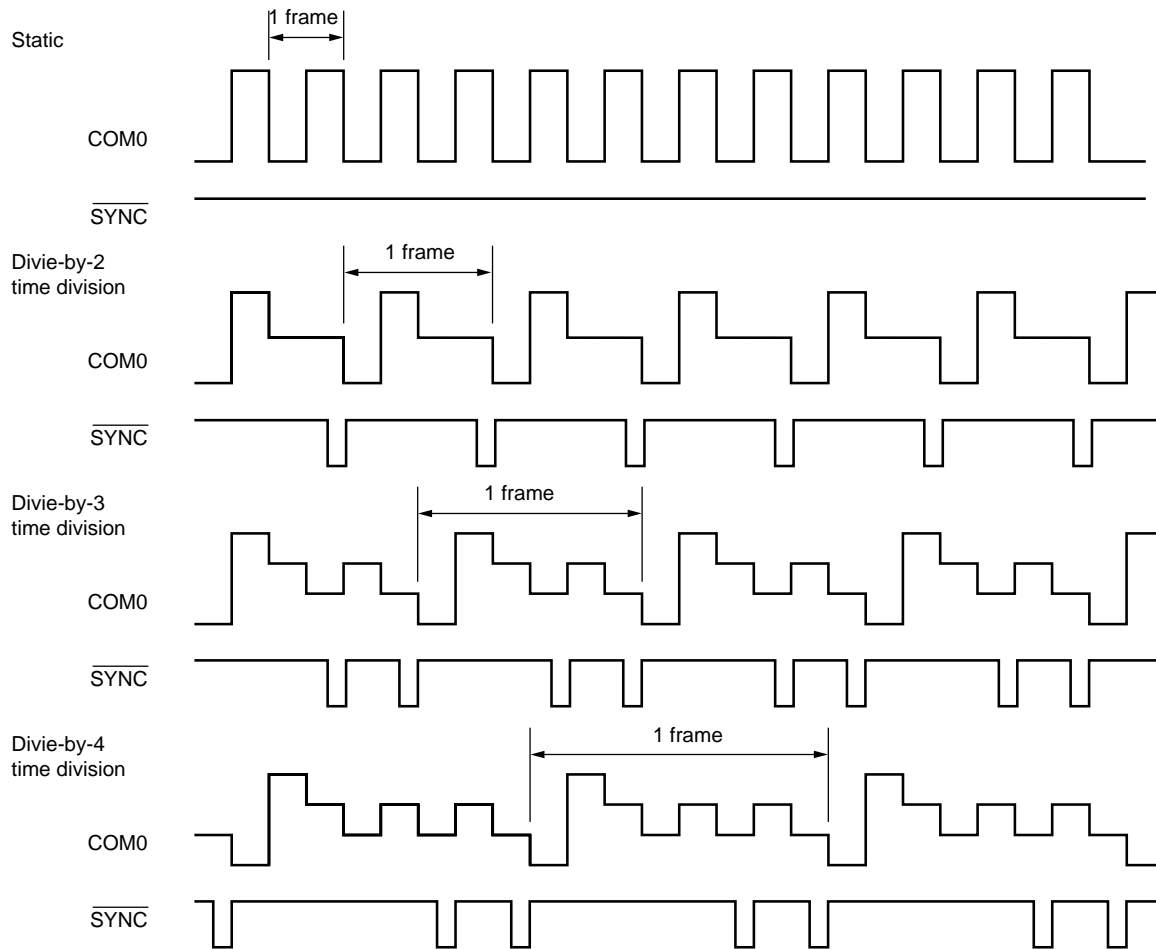 1 frame
Static
COM0
SYNC
Divie-by-2
time division
1 frame
COM0
SYNC
Divie-by-3
time division
1 frame
COM0
SYNC
Divie-by-4
time division
1 frame
COM0
SYNC